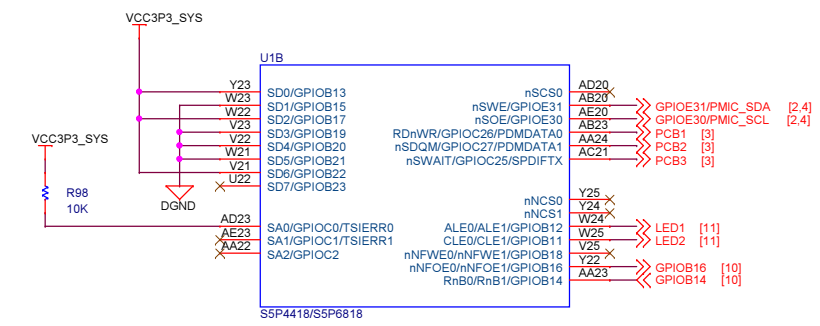 VCC3P3_SYS
U1B
Y23 SD0/GPIOB13 nSCS0 AD20
W23 SD1/GPIOB15 nSWE/GPIOE31 AB20 GPIOE31/PMIC_SDA [2,4]
W22 SD2/GPIOB17 nSOE/GPIOE30 AE20 GPIOE30/PMIC_SCL [2,4]
V23 SD3/GPIOB19 RDnWR/GPIOC26/PDMDATA0 AB23 PCB1 [3]
VCC3P3_SYS
V22 SD4/GPIOB20 nSDQM/GPIOC27/PDMDATA1 AA24 PCB2 [3]
W21 SD5/GPIOB21 nSWAIT/GPIOC25/SPDIFTX AC21 PCB3 [3]
V21 SD6/GPIOB22
U22 SD7/GPIOB23
R98
10K
DGND
nNCS0 Y25
nNCS1 Y24
AD23 SA0/GPIOC0/TSIERR0 ALE0/ALE1/GPIOB12 W24 LED1 [11]
AE23 SA1/GPIOC1/TSIERR1 CLE0/CLE1/GPIOB11 W25 LED2 [11]
AA22 SA2/GPIOC2 nNFWE0/nNFWE1/GPIOB18 V25
nNFOE0/nNFOE1/GPIOB16 Y22 GPIOB16 [10]
RnB0/RnB1/GPIOB14 AA23 GPIOB14 [10]
S5P4418/S5P6818